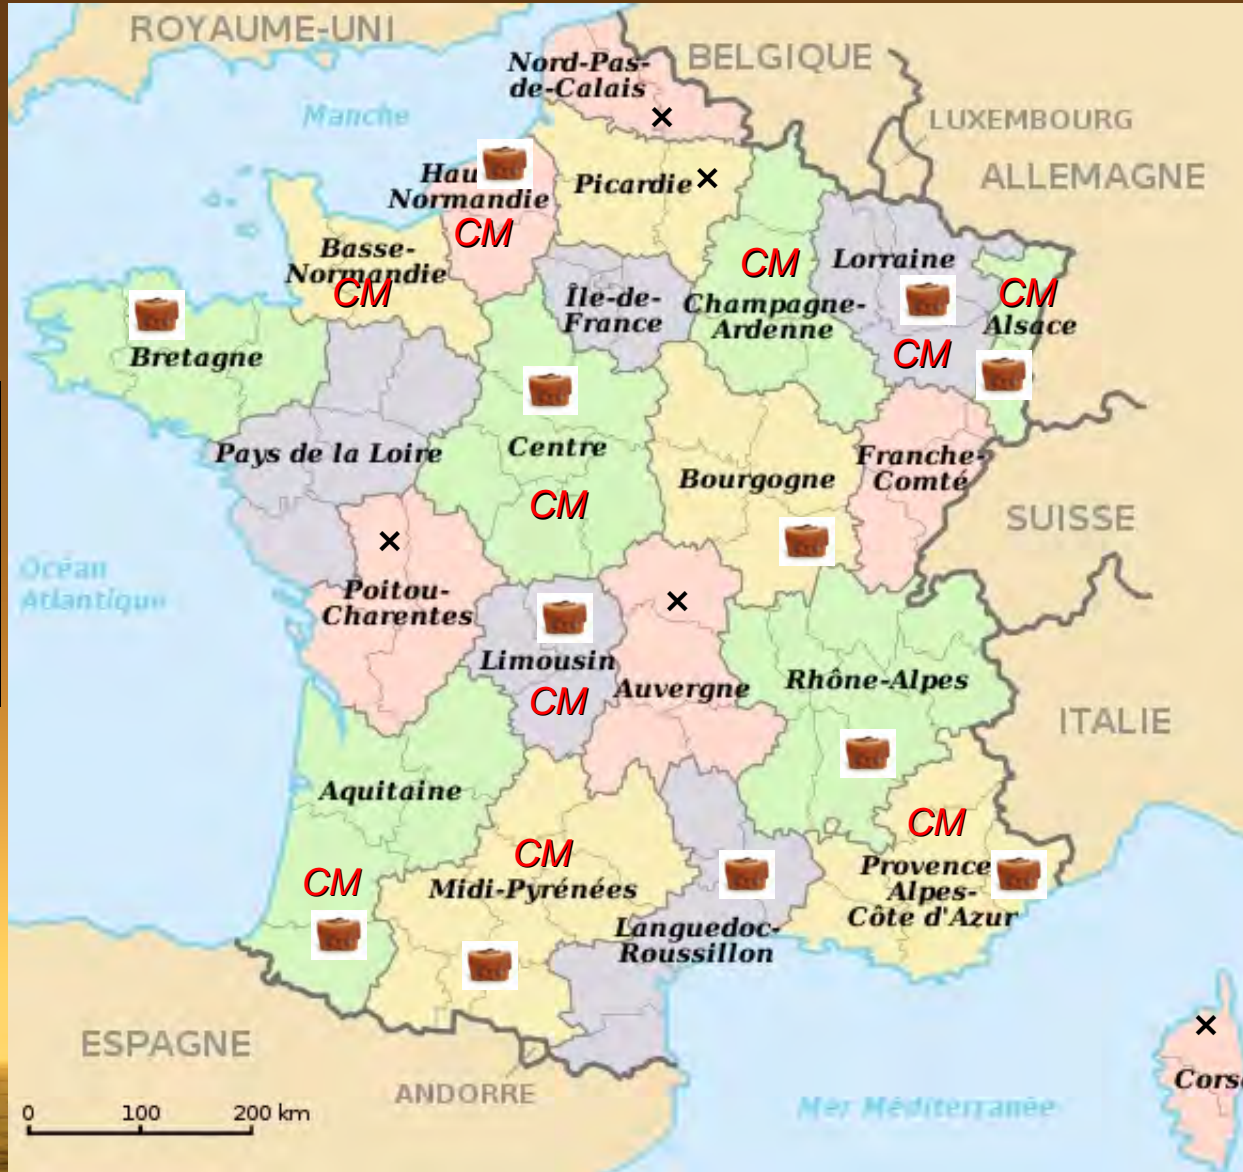 ROYAUME-UNI
BELGIQUE
Nord-Pas-
de-Calais
×
Manche
LUXEMBOURG
ALLEMAGNE
Hau
Normandie
CM
Picardie ×
Basse-
Normandie
CM
CM
Champagne-
Ardenne
Lorraine
CM
CM
Alsace
Île-de-
France
Bretagne
Pays de la Loire
Centre
CM
Bourgogne
Franche-
Comté
SUISSE
Océan
Atlantique
×
Poitou-
Charentes
Limousin
CM
×
Auvergne
Rhône-Alpes
ITALIE
Aquitaine
CM
CM
Midi-Pyrénées
CM
Provence
Alpes-
Côte d'Azur
Languedoc-
Roussillon
ESPAGNE
ANDORRE
×
Cors
Mer Méditerranée
0 100 200 km